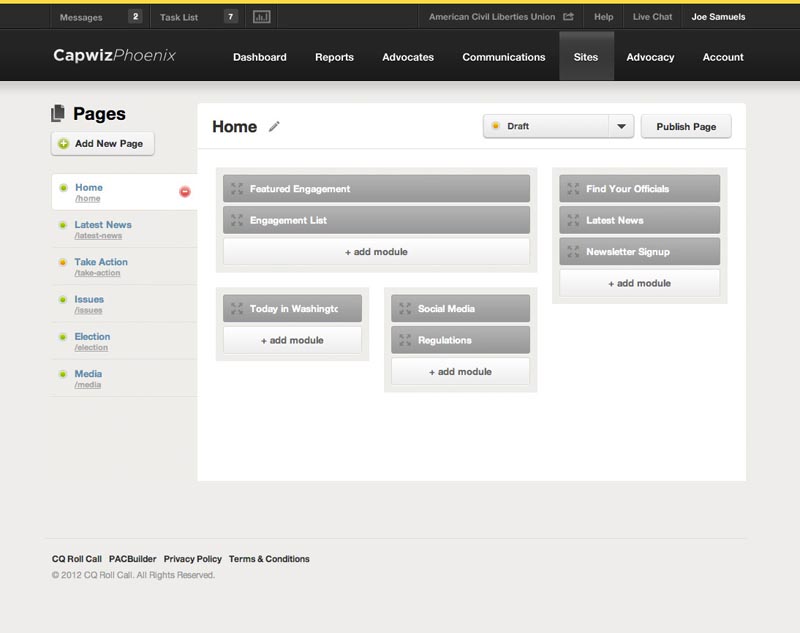 Messages 2 Task List 7 American Civil Liberties Union Help Live Chat Joe Samuels
CapwizPhoenix Dashboard Reports Advocates Communications Sites Advocacy Account
Pages
Add New Page
Home
/home
Latest News
/latest-news
Take Action
/take-action
Issues
/issues
Election
/election
Media
/media
Home Draft Publish Page
Featured Engagement
Engagement List
+ add module
Find Your Officials
Latest News
Newsletter Signup
+ add module
Today in Washingtc
+ add module
Social Media
Regulations
+ add module
CQ Roll Call PACBuilder Privacy Policy Terms & Conditions
© 2012 CQ Roll Call. All Rights Reserved.